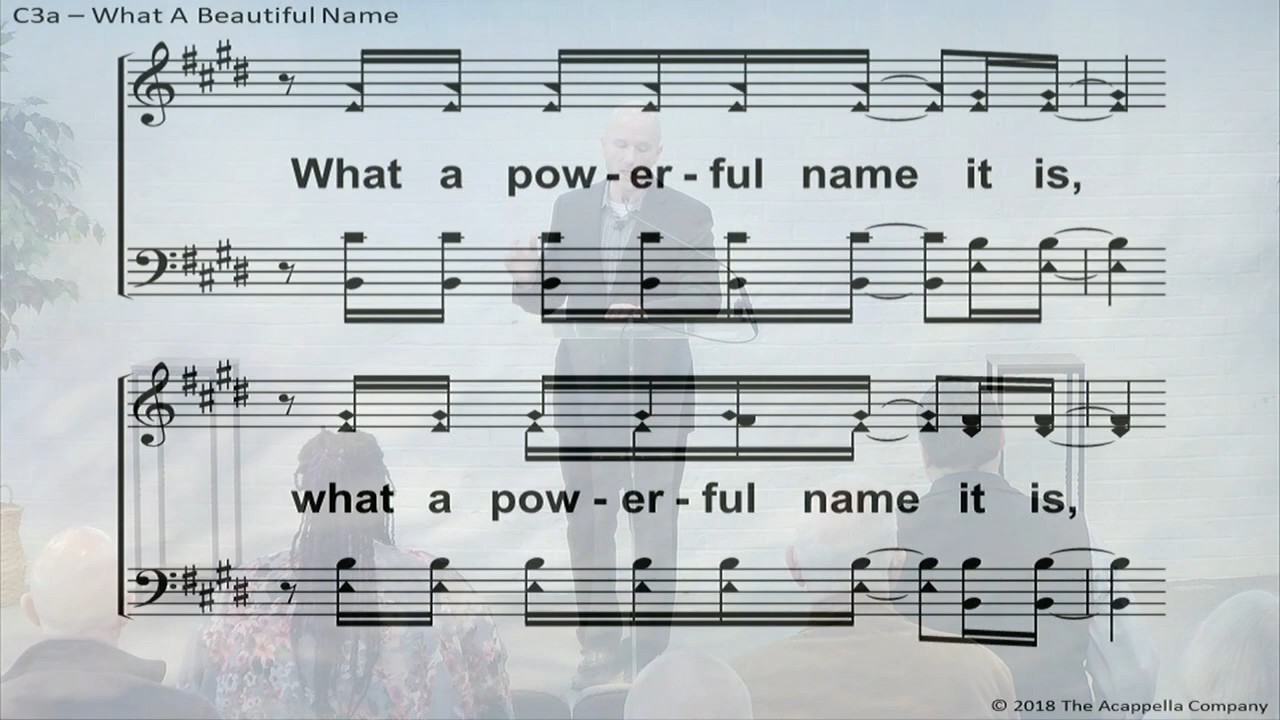 C3a – What A Beautiful Name
What a pow - er - ful name it is,
what a pow - er - ful name it is,
© 2018 The Acappella Company